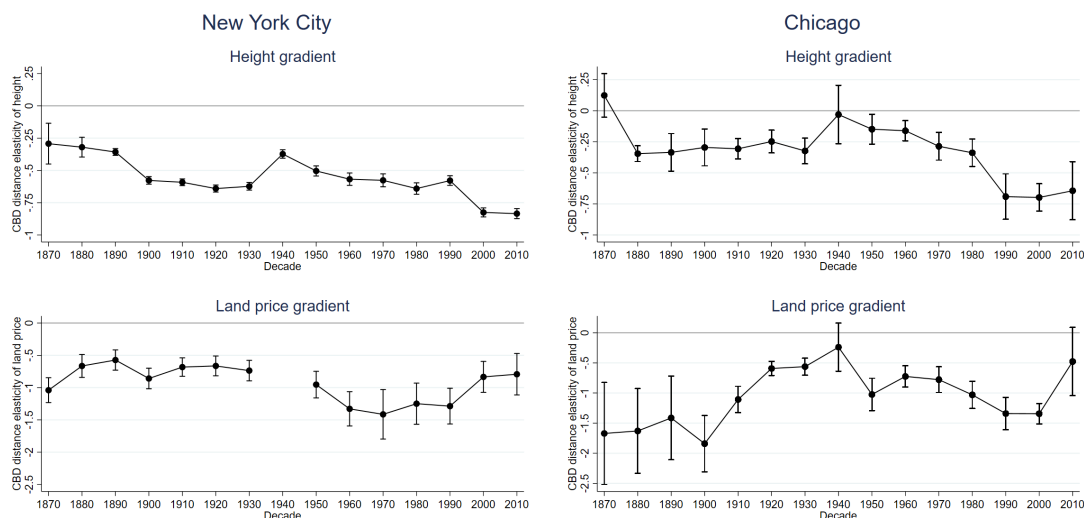 New York City
Chicago
Height gradient
CBD distance elasticity of height
.25
0
-.25
-.5
-.75
-1
1870 1880 1890 1900 1910 1920 1930 1940 1950 1960 1970 1980 1990 2000 2010
Decade
Height gradient
CBD distance elasticity of height
.25
0
-.25
-.5
-.75
-1
1870 1880 1890 1900 1910 1920 1930 1940 1950 1960 1970 1980 1990 2000 2010
Decade
Land price gradient
CBD distance elasticity of land price
0
-.5
-1
-1.5
-2
-2.5
1870 1880 1890 1900 1910 1920 1930 1940 1950 1960 1970 1980 1990 2000 2010
Decade
Land price gradient
CBD distance elasticity of land price
0
-.5
-1
-1.5
-2
-2.5
1870 1880 1890 1900 1910 1920 1930 1940 1950 1960 1970 1980 1990 2000 2010
Decade